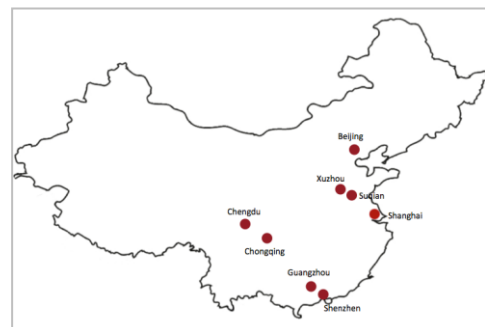 Beijing
Xuzhou
Suqian
Chengdu
Shanghai
Chongqing
Guangzhou
Shenzhen